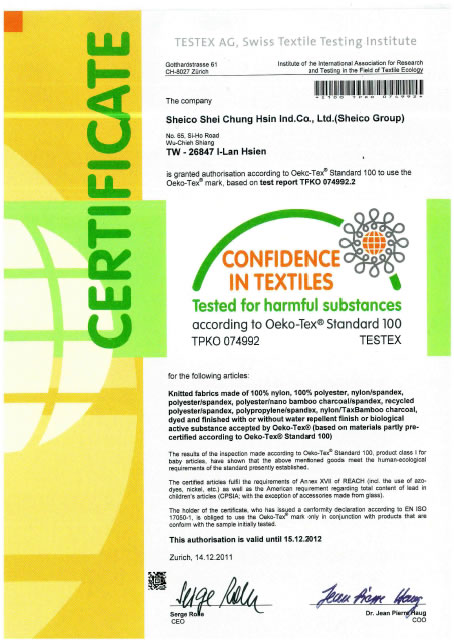 CERTIFICATE
TESTEX AG, Swiss Textile Testing Institute
Gotthardstrasse 61
CH-8027 Zürich
Institute of the International Association for Research
and Testing in the Field of Textile Ecology
The company
Sheico Shei Chung Hsin Ind.Co., Ltd.(Sheico Group)
No. 65, Si-Ho Road
Wu-Chieh Shiang
TW - 26847 I-Lan Hsien
is granted authorisation according to Oeko-Tex® Standard 100 to use the
Oeko-Tex® mark, based on test report TPKO 074992.2
CONFIDENCE
IN TEXTILES
Tested for harmful substances
according to Oeko-Tex® Standard 100
TPKO 074992 TESTEX
for the following articles:
Knitted fabrics made of 100% nylon, 100% polyester, nylon/spandex,
polyester/spandex, polyester/nano bamboo charcoal/spandex, recycled
polyester/spandex, polypropylene/spandex, nylon/TaxBamboo charcoal,
dyed and finished with or without water repellent finish or biological
active substance accepted by Oeko-Tex® (based on materials partly pre-
certified according to Oeko-Tex® Standard 100)
The results of the inspection made according to Oeko-Tex® Standard 100, product class I for
baby articles, have shown that the above mentioned goods meet the human-ecological
requirements of the standard presently established.
The certified articles fulfil the requirements of Annex XVII of REACH (incl. the use of azo-
dyes, nickel, etc.) as well as the American requirement regarding total content of lead in
children's articles (CPSIA; with the exception of accessories made from glass).
The holder of the certificate, who has issued a conformity declaration according to EN ISO
17050-1, is obliged to use the Oeko-Tex® mark only in conjunction with products that are
conform with the sample initially tested.
This authorisation is valid until 15.12.2012
Zurich, 14.12.2011
Serge Rolle
CEO
Dr. Jean Pierre Haug
COO